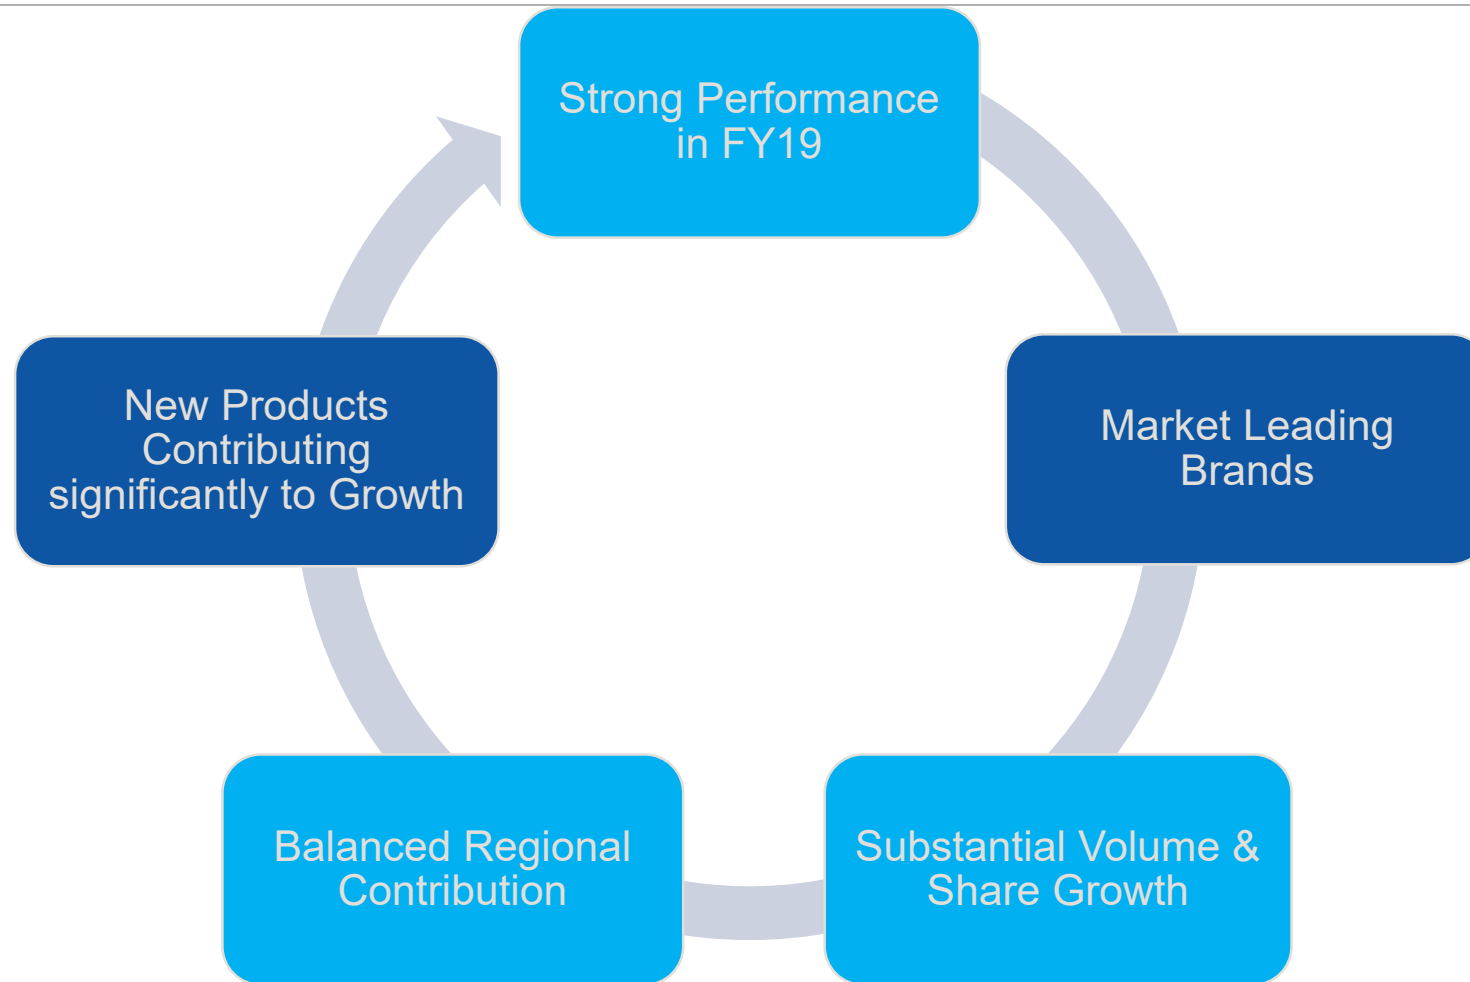 Strong Performance
in FY19
Market Leading
Brands
Substantial Volume &
Share Growth
Balanced Regional
Contribution
New Products
Contributing
significantly to Growth